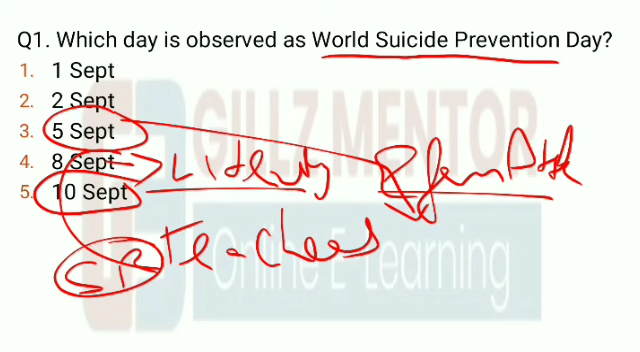 Q1. Which day is observed as World Suicide Prevention Day?
1. 1 Sept
2. 2 Sept
3. 5 Sept
4. 8 Sept
5. 10 Sept
GILLZ MENTOR
Teachers
Online E-Learning